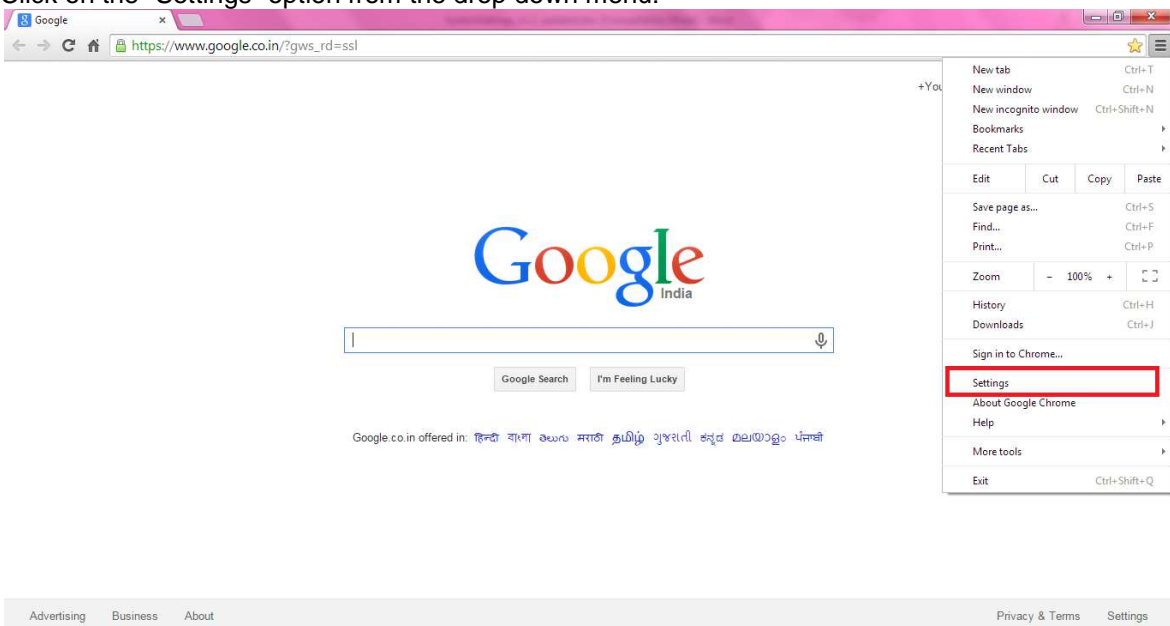 Click on the "Settings" option from the drop down menu.
Google
https://www.google.co.in/?gws_rd=ssl
+You
New tab Ctrl+T
New window Ctrl+N
New incognito window Ctrl+Shift+N
Bookmarks
Recent Tabs
Edit Cut Copy Paste
Save page as... Ctrl+S
Find... Ctrl+F
Print... Ctrl+P
Zoom - 100% +
History Ctrl+H
Downloads Ctrl+J
Sign in to Chrome...
Settings
About Google Chrome
Help
More tools
Exit Ctrl+Shift+Q
Google
India
Google Search I'm Feeling Lucky
Google.co.in offered in: हिन्दी বাংলা తెలుగు मराठी தமிழ் ગુજરાતી ಕನ್ನಡ മലയാളം ਪੰਜਾਬੀ
Advertising Business About Privacy & Terms Settings